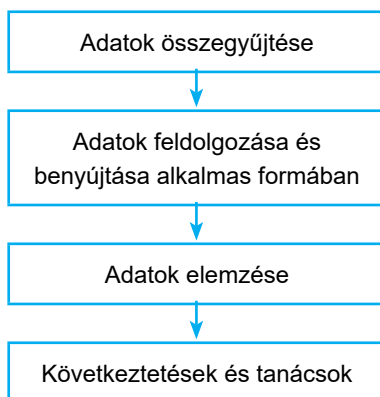 Adatok összegyűjtése
Adatok feldolgozása és
benyújtása alkalmas formában
Adatok elemzése
Következtetések és tanácsok